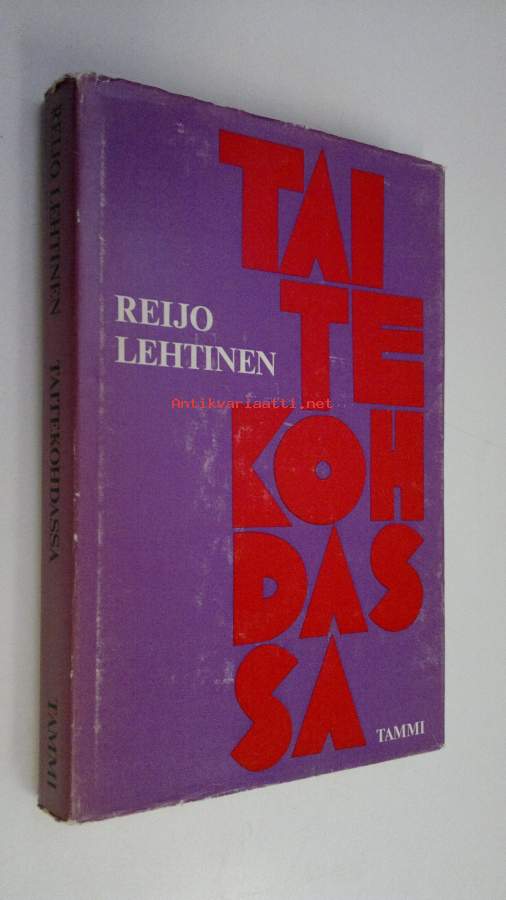 REIJO LEHTINEN TAITEKOHDASSA TAMMI
TAI
TE
KOH
DAS
SA
REIJO
LEHTINEN
Antikvariaatti.net
TAMMI